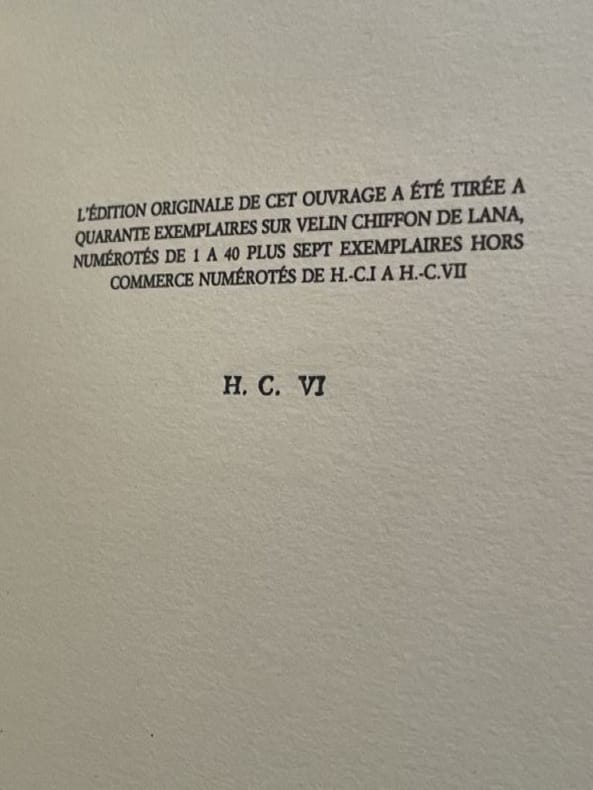 L'ÉDITION ORIGINALE DE CET OUVRAGE A ÉTÉ TIRÉE A
QUARANTE EXEMPLAIRES SUR VELIN CHIFFON DE LANA,
NUMÉROTÉS DE 1 A 40 PLUS SEPT EXEMPLAIRES HORS
COMMERCE NUMÉROTÉS DE H.-C.I A H.-C.VII
H. C. VI